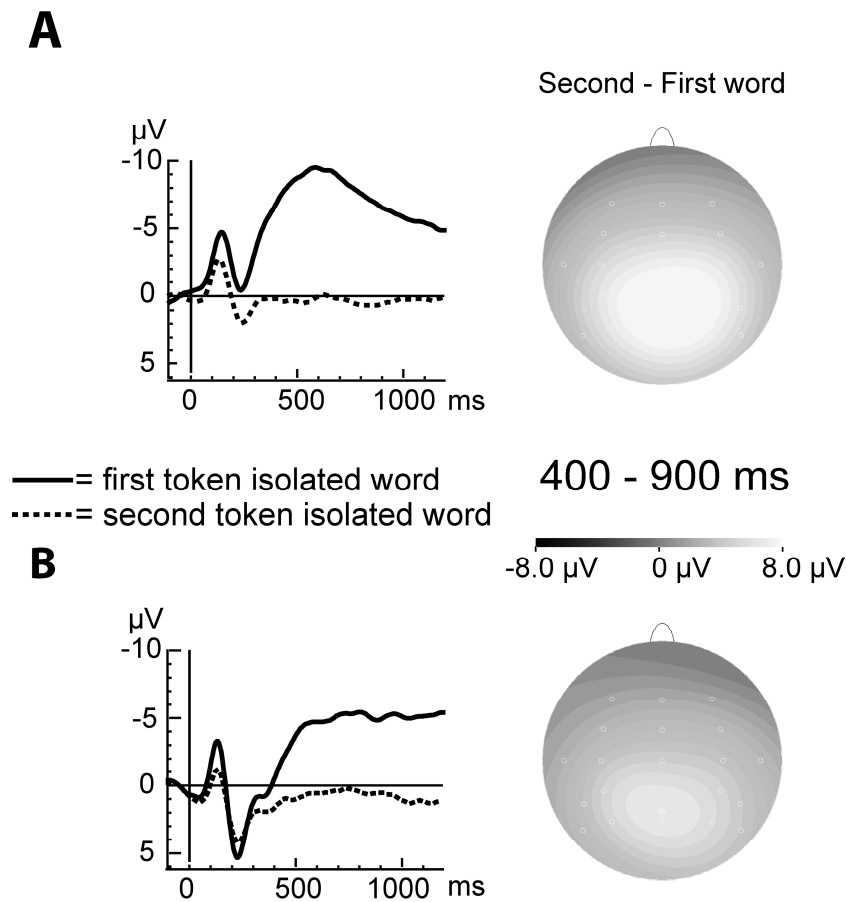 A
Second - First word
µV
-10
-5
0
5
0 500 1000 ms
= first token isolated word
= second token isolated word
400 - 900 ms
-8.0 µV 0 µV 8.0 µV
B
µV
-10
-5
0
5
0 500 1000 ms